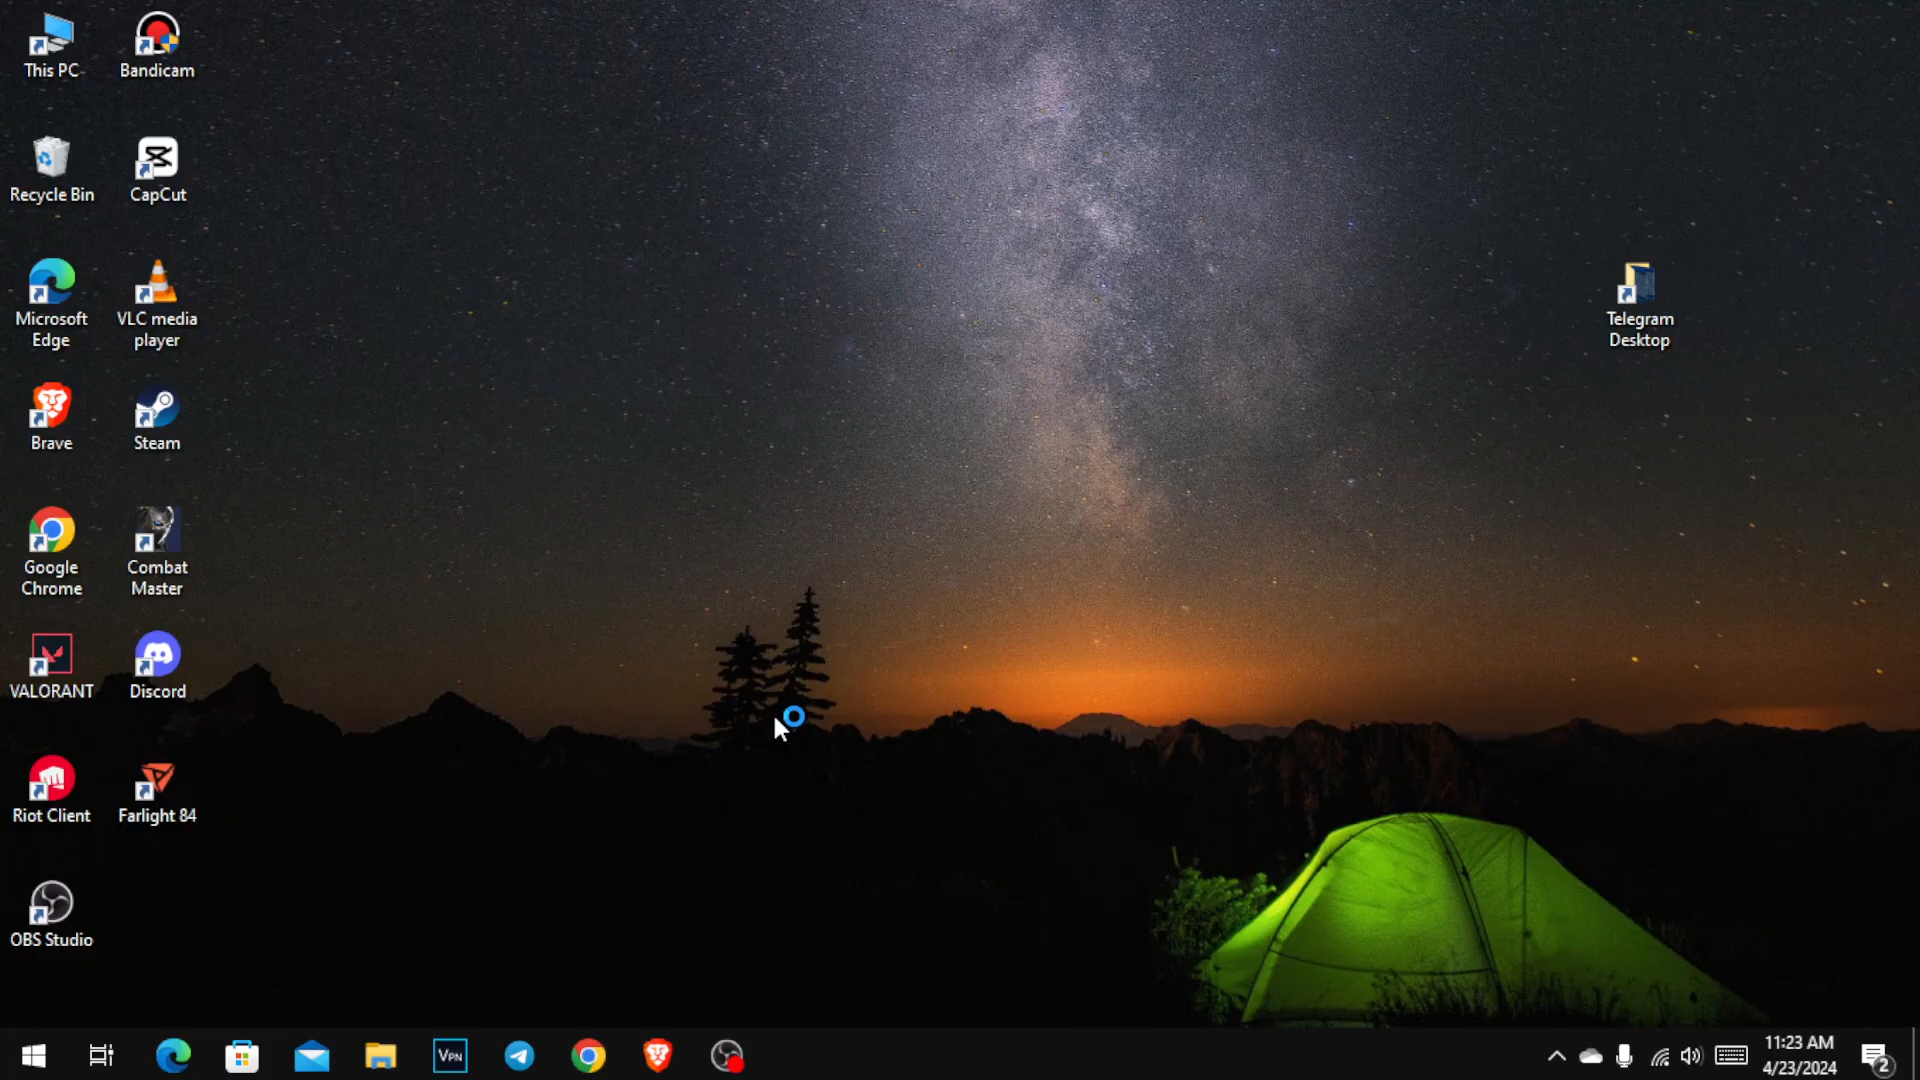 This PC
Bandicam
Recycle Bin
CapCut
Microsoft
Edge
VLC media
player
Telegram
Desktop
Brave
Steam
Google
Chrome
Combat
Master
VALORANT
Discord
Riot Client
Farlight 84
OBS Studio
VPN
11:23 AM
4/23/2024
2